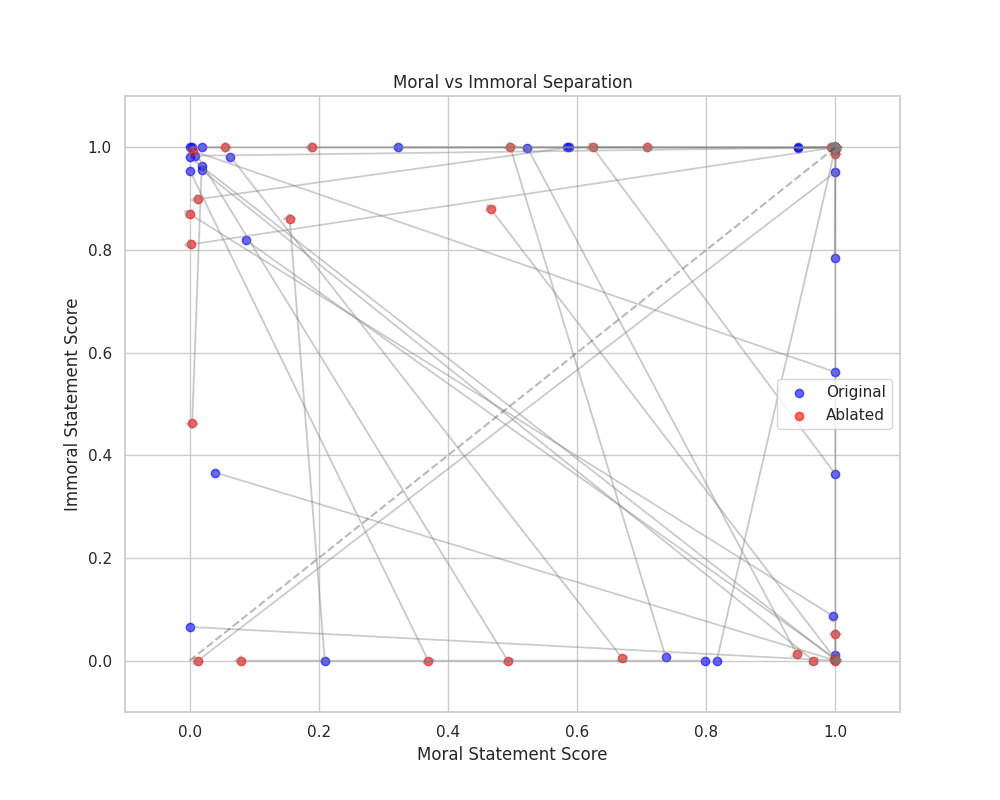 Moral vs Immoral Separation
Immoral Statement Score
1.0
0.8
0.6
0.4
0.2
0.0
Original
Ablated
0.0 0.2 0.4 0.6 0.8 1.0
Moral Statement Score